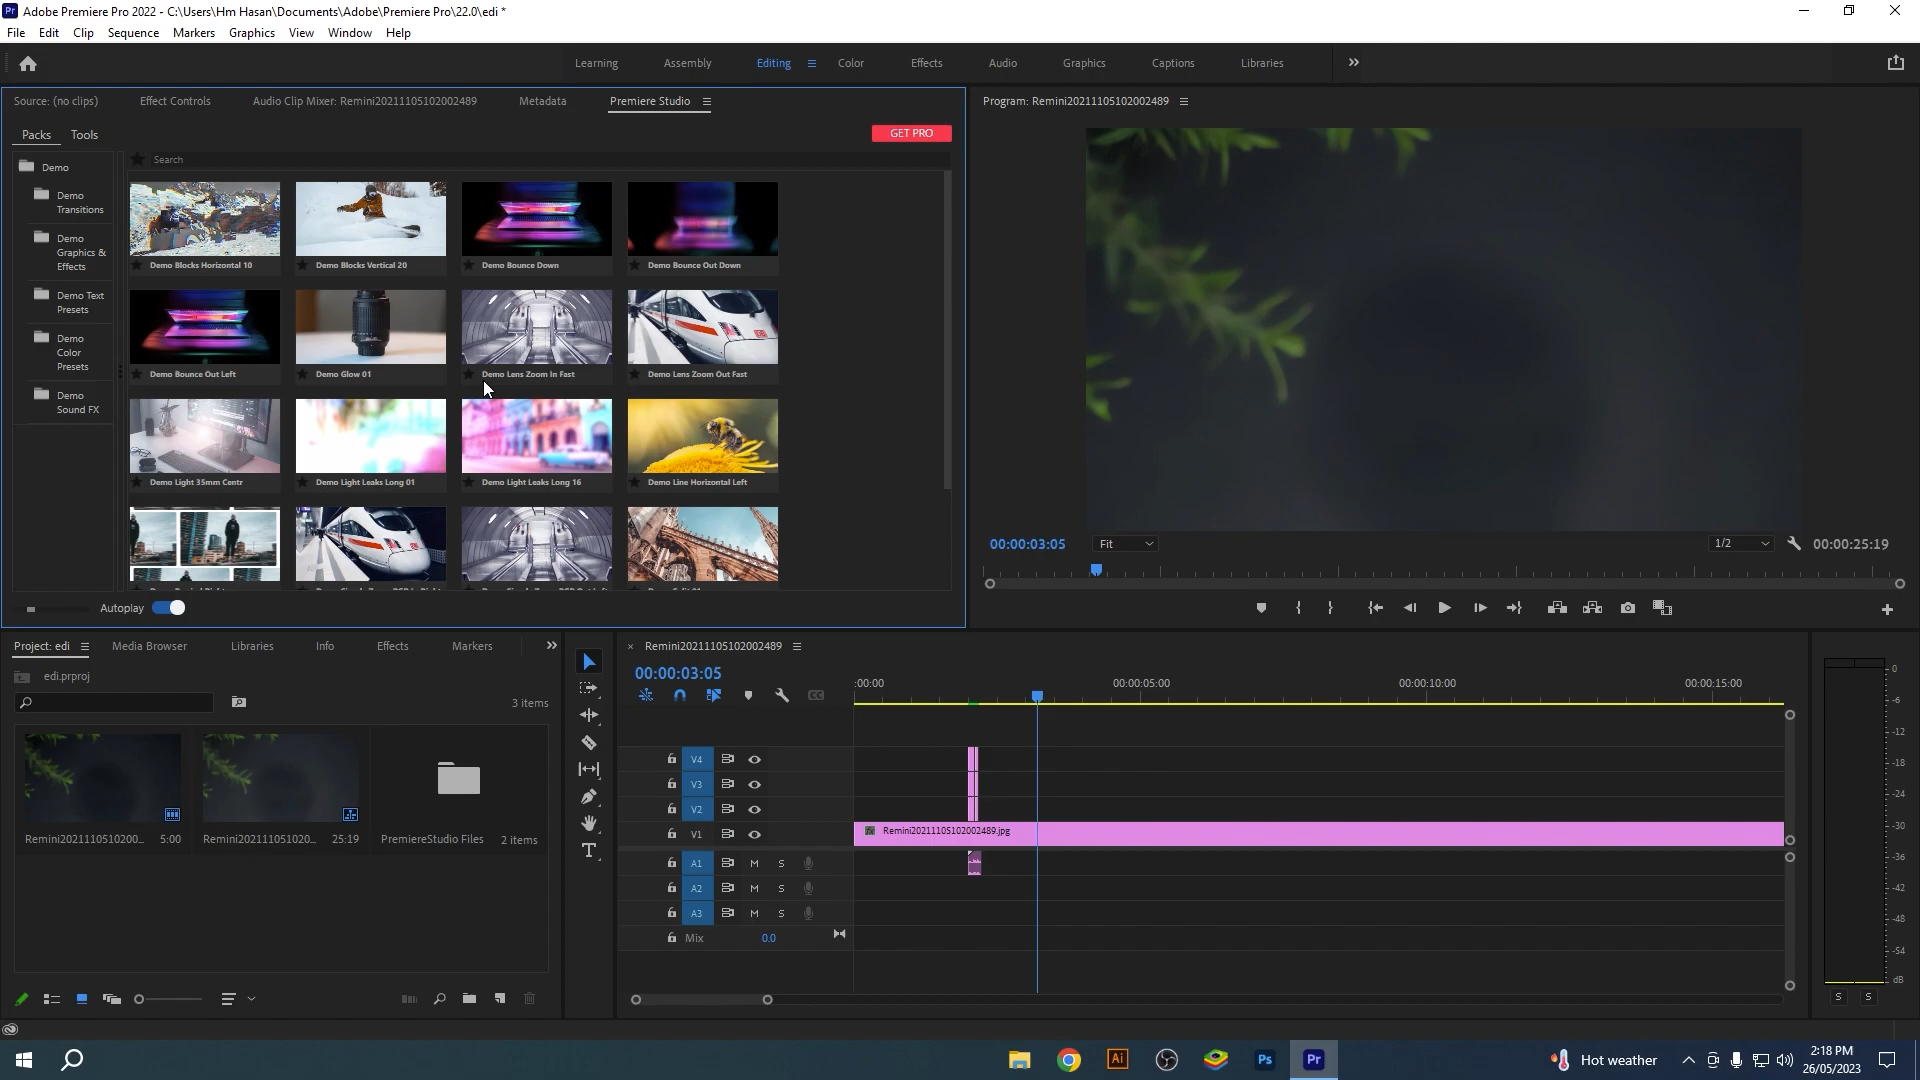 Adobe Premiere Pro 2022 - C:\Users\Hm Hasan\Documents\Adobe\Premiere Pro\22.0\edi *
File Edit Clip Sequence Markers Graphics View Window Help
Learning Assembly Editing Color Effects Audio Graphics Captions Libraries
Source: (no clips) Effect Controls Audio Clip Mixer: Remini20211105102002489 Metadata Premiere Studio
Program: Remini20211105102002489
Packs Tools
GET PRO
Search
Demo
Demo
Transitions
Demo
Graphics &
Effects
Demo Text
Presets
Demo
Color
Presets
Demo
Sound FX
Demo Blocks Horizontal 10 Demo Blocks Vertical 20 Demo Bounce Down Demo Bounce Out Down
Demo Bounce Out Left Demo Glow 01 Demo Lens Zoom In Fast Demo Lens Zoom Out Fast
Demo Light 35mm Centr Demo Light Leaks Long 01 Demo Light Leaks Long 16 Demo Line Horizontal Left
Autoplay
00:00:03:05 Fit 1/2 00:00:25:19
Project: edi Media Browser Libraries Info Effects Markers
edi.prproj
3 items
Remini2021110510200... 5:00 Remini202111051020... 25:19 PremiereStudio Files 2 items
Remini20211105102002489
00:00:03:05
:00:00 00:00:05:00 00:00:10:00 00:00:15:00
V4
V3
V2
V1 Remini20211105102002489.jpg
A1 M S
A2 M S
A3 M S
Mix 0.0
0
-6
-12
-18
-24
-30
-36
-42
-48
-54
dB
S S
Ai Ps Pr
Hot weather
2:18 PM
26/05/2023